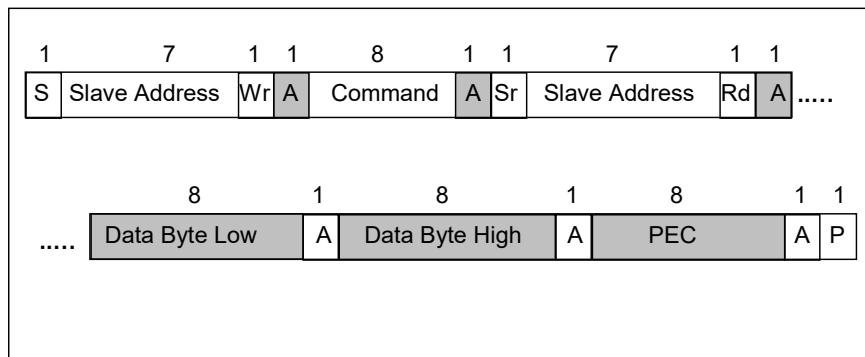 1 7 1 1 8 1 1 7 1 1
S Slave Address Wr A Command A Sr Slave Address Rd A .....
8 1 8 1 8 1 1
..... Data Byte Low A Data Byte High A PEC A P